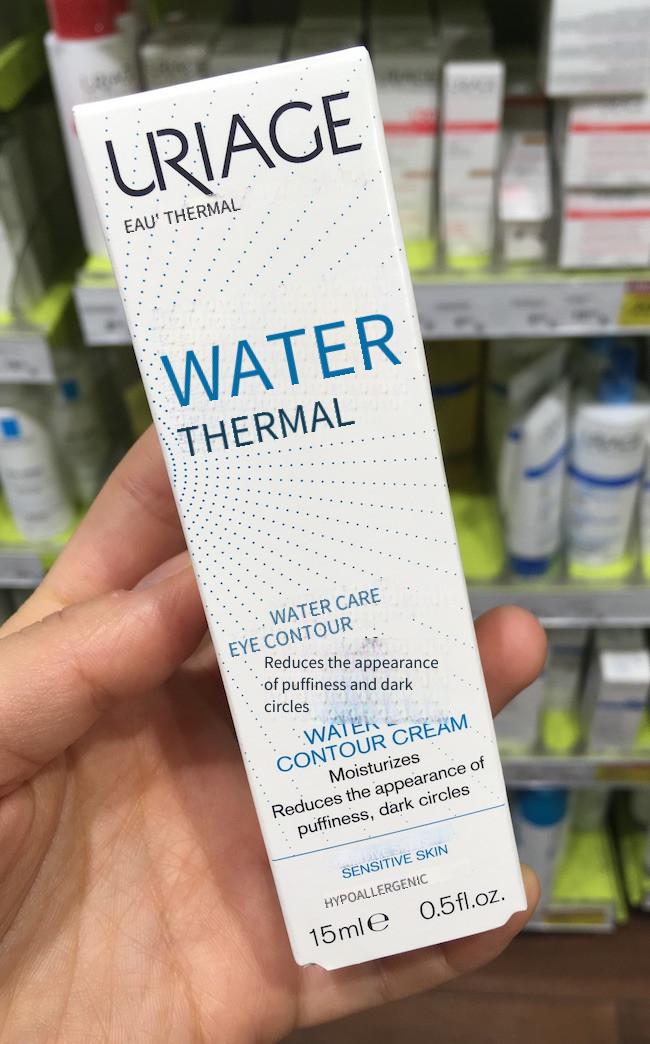 URIAGE
EAU' THERMAL
WATER
THERMAL
WATER CARE
EYE CONTOUR
Reduces the appearance
of puffiness and dark
circles
WATER
CONTOUR CREAM
Moisturizes
Reduces the appearance of
puffiness, dark circles
SENSITIVE SKIN
HYPOALLERGENIC
15ml e 0.5fl.oz.